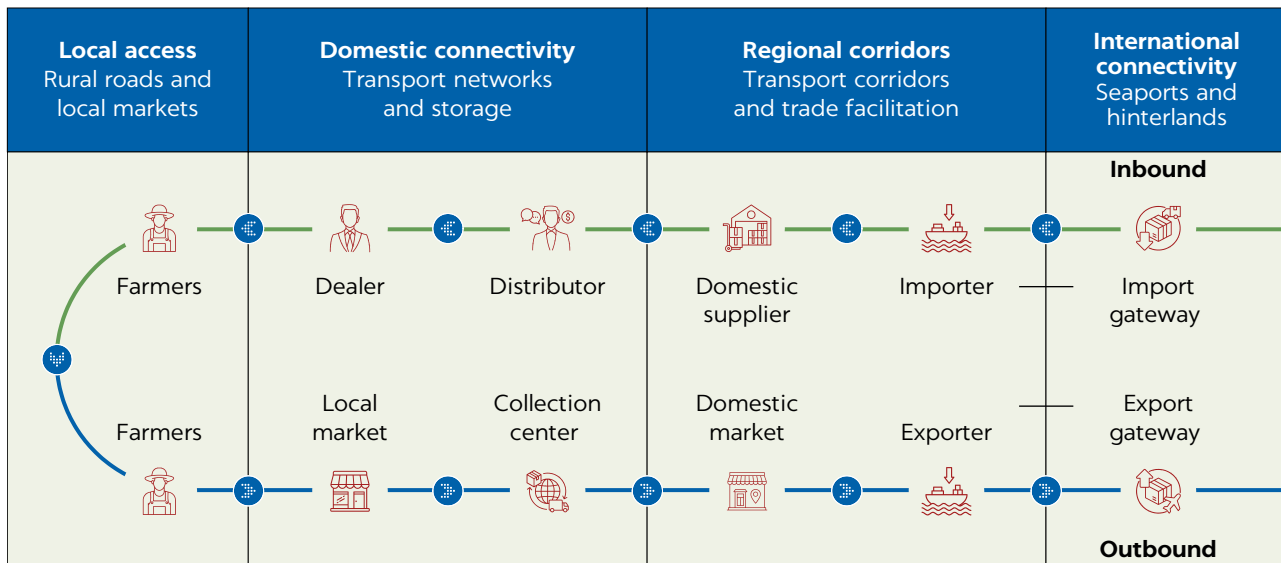 Local access
Rural roads and
local markets
Domestic connectivity
Transport networks
and storage
Regional corridors
Transport corridors
and trade facilitation
International
connectivity
Seaports and
hinterlands
Inbound
Farmers
Dealer
Distributor
Domestic
supplier
Importer
Import
gateway
Farmers
Local
market
Collection
center
Domestic
market
Exporter
Export
gateway
Outbound